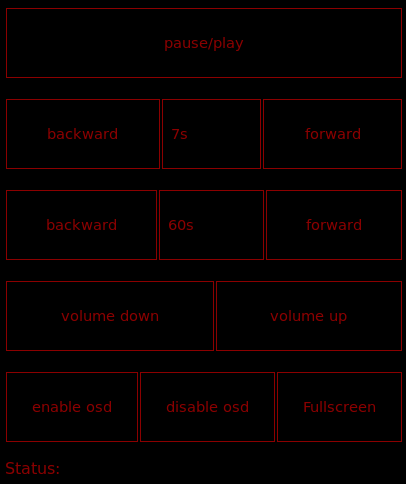 pause/play
backward 7s forward
backward 60s forward
volume down volume up
enable osd disable osd Fullscreen
Status: